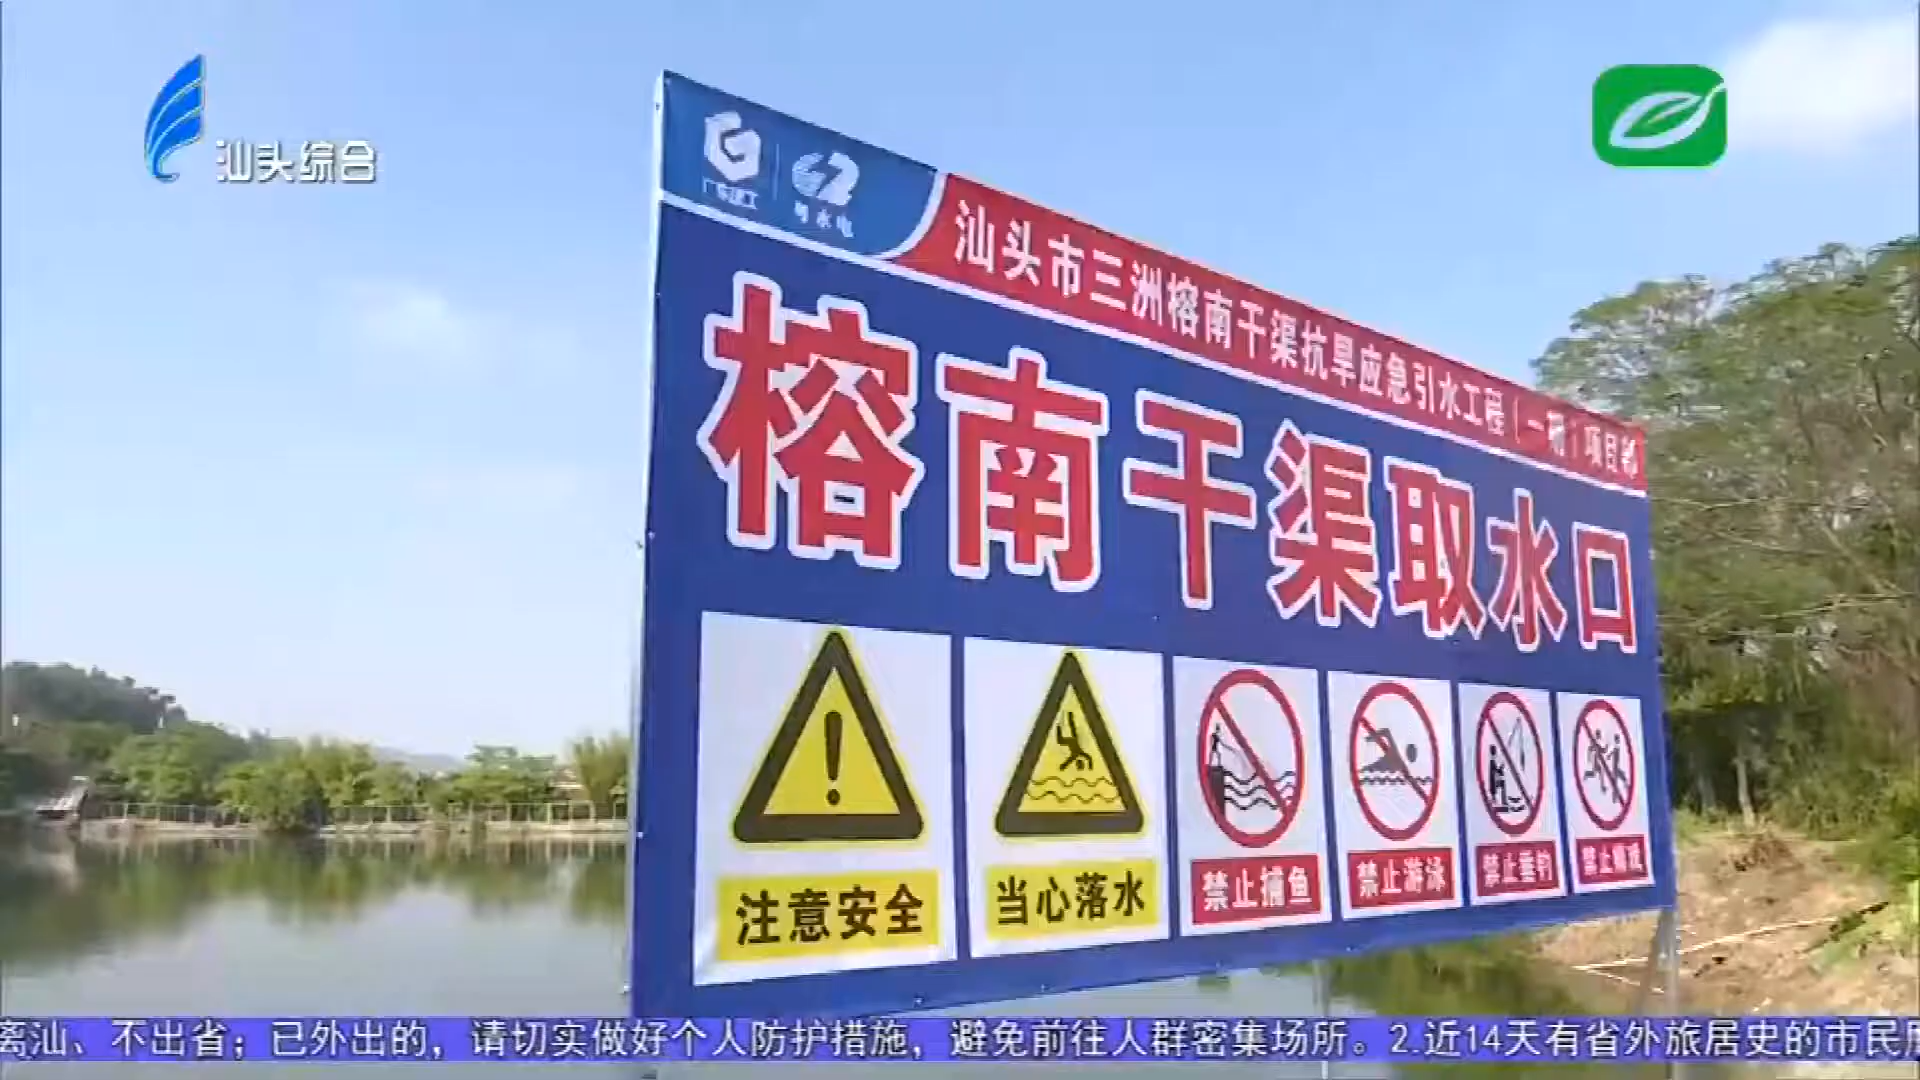 汕头综合
广东建工
粤水电
汕头市三洲榕南干渠抗旱应急引水工程（一期）项目部
榕南干渠取水口
注意安全
当心落水
禁止捕鱼
禁止游泳
禁止垂钓
禁止嬉戏
离汕、不出省；已外出的，请切实做好个人防护措施，避免前往人群密集场所。2.近14天有省外旅居史的市民